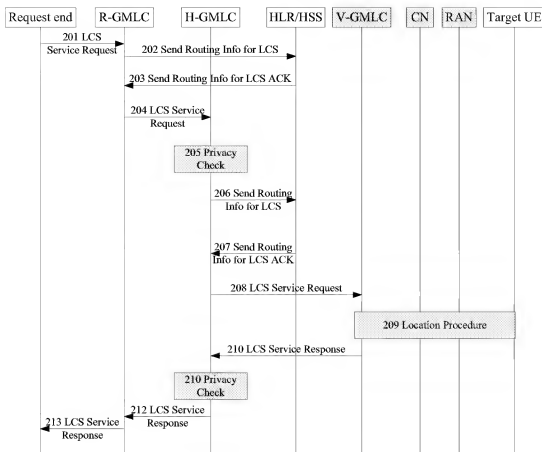 Request end R-GMLC H-GMLC HLR/HSS V-GMLC CN RAN Target UE
201 LCS
Service Request
202 Send Routing Info for LCS
203 Send Routing Info for LCS ACK
204 LCS Service
Request
205 Privacy
Check
206 Send Routing
Info for LCS
207 Send Routing
Info for LCS ACK
208 LCS Service Request
209 Location Procedure
210 LCS Service Response
210 Privacy
Check
212 LCS Service
Response
213 LCS Service
Response